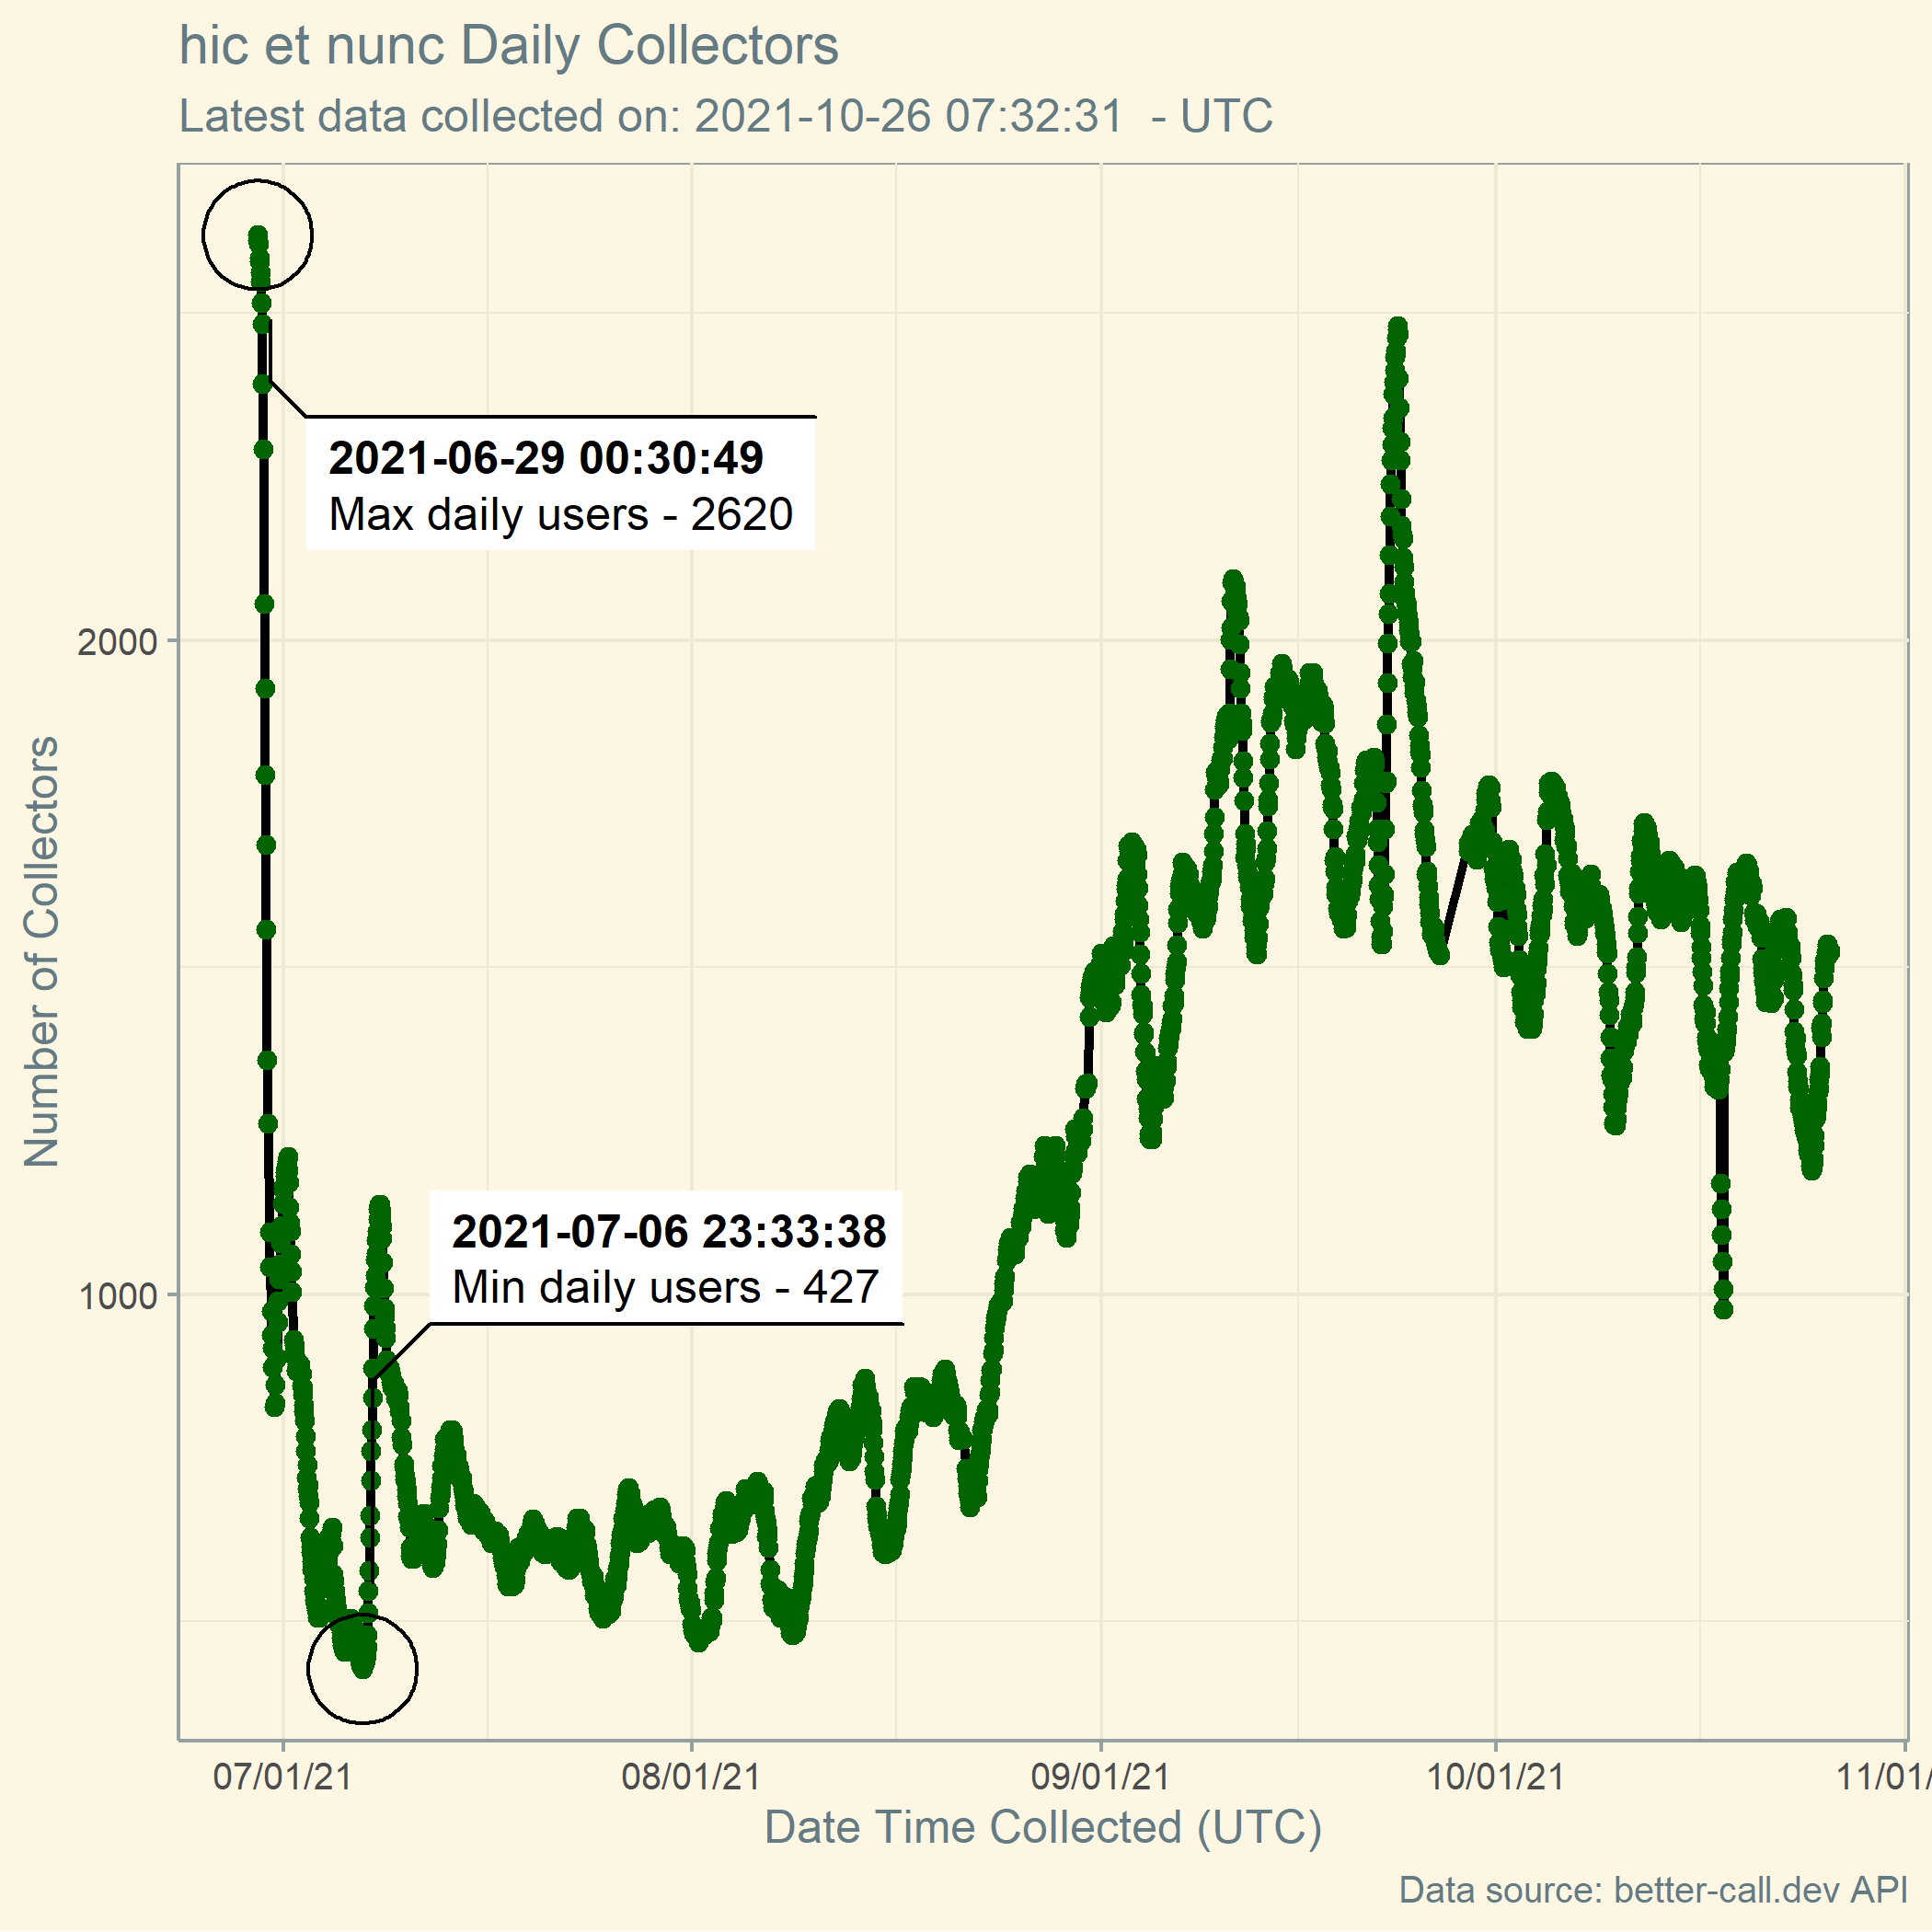 hic et nunc Daily Collectors
Latest data collected on: 2021-10-26 07:32:31  - UTC
2021-06-29 00:30:49
Max daily users - 2620
2000
Number of Collectors
2021-07-06 23:33:38
Min daily users - 427
1000
07/01/21 08/01/21 09/01/21 10/01/21 11/01/
Date Time Collected (UTC)
Data source: better-call.dev API